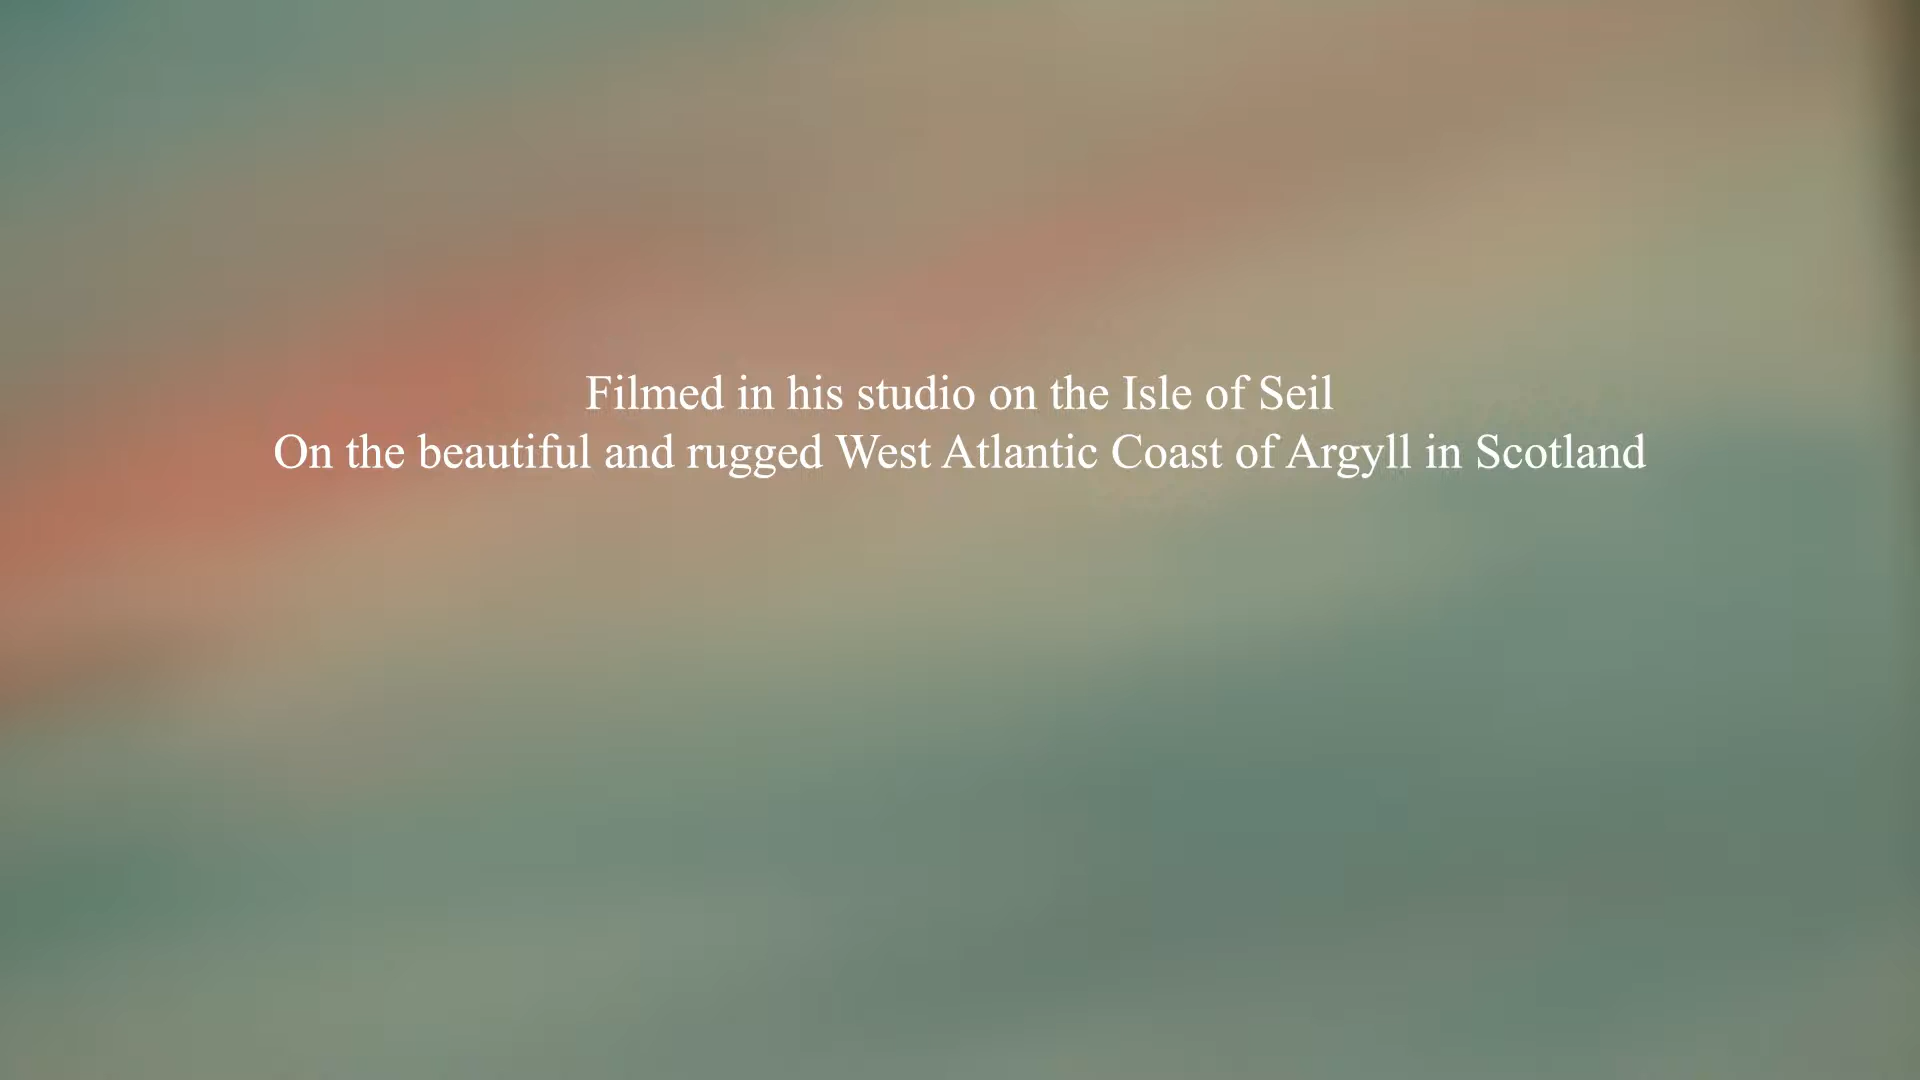 Filmed in his studio on the Isle of Seil
On the beautiful and rugged West Atlantic Coast of Argyll in Scotland